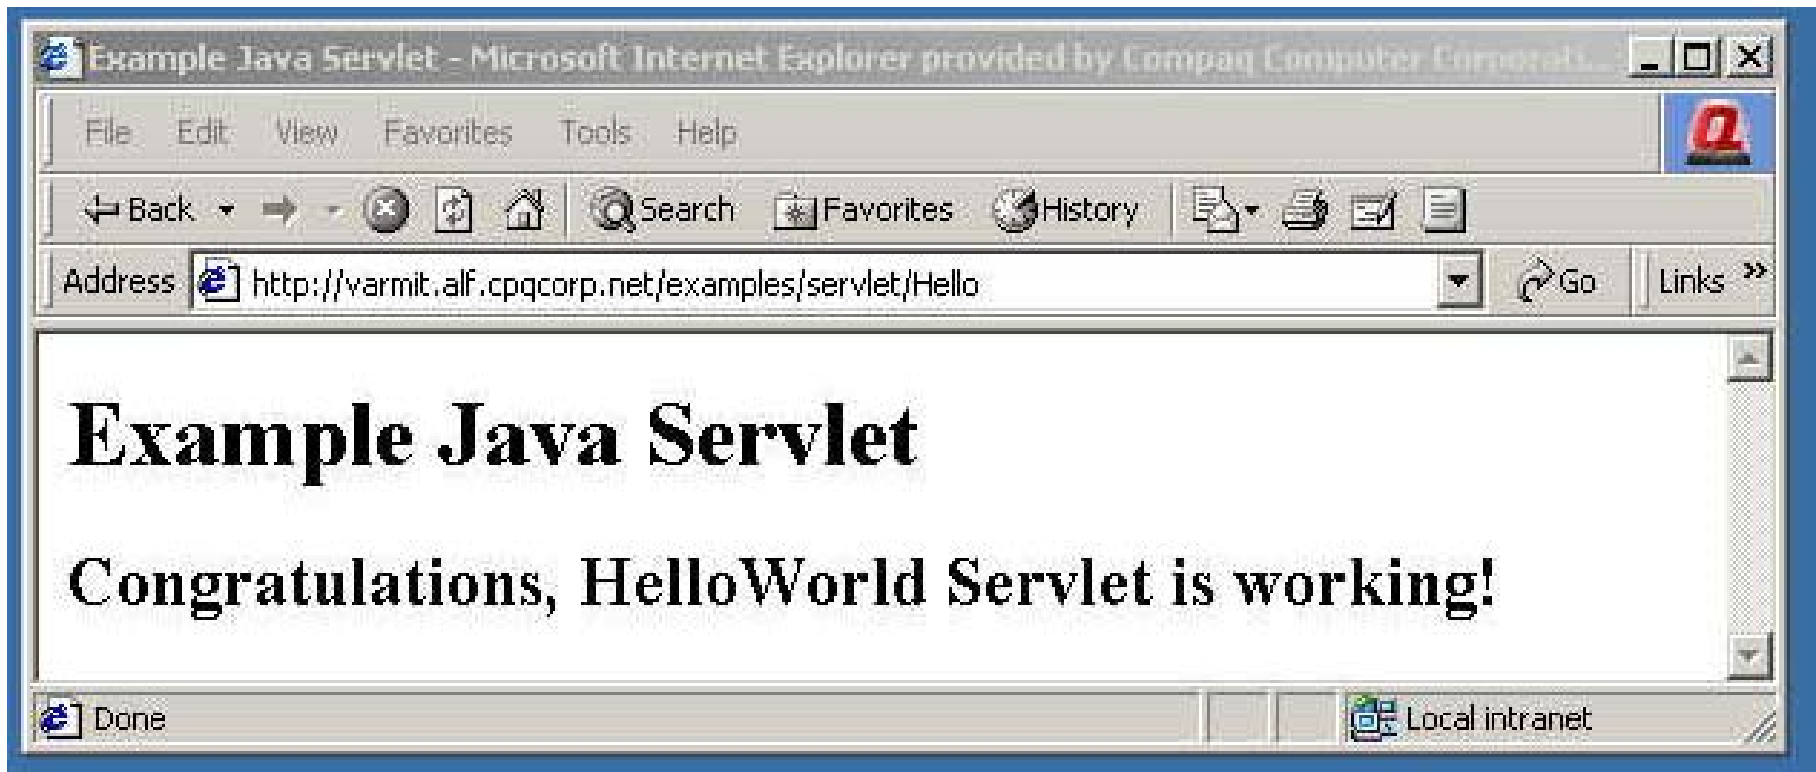 Example Java Servlet - Microsoft Internet Explorer provided by Compaq Computer Corporati...
File Edit View Favorites Tools Help
Back Search Favorites History
Address http://varmit.alf.cpqcorp.net/examples/servlet/Hello Go Links »
Example Java Servlet
Congratulations, HelloWorld Servlet is working!
Done Local intranet